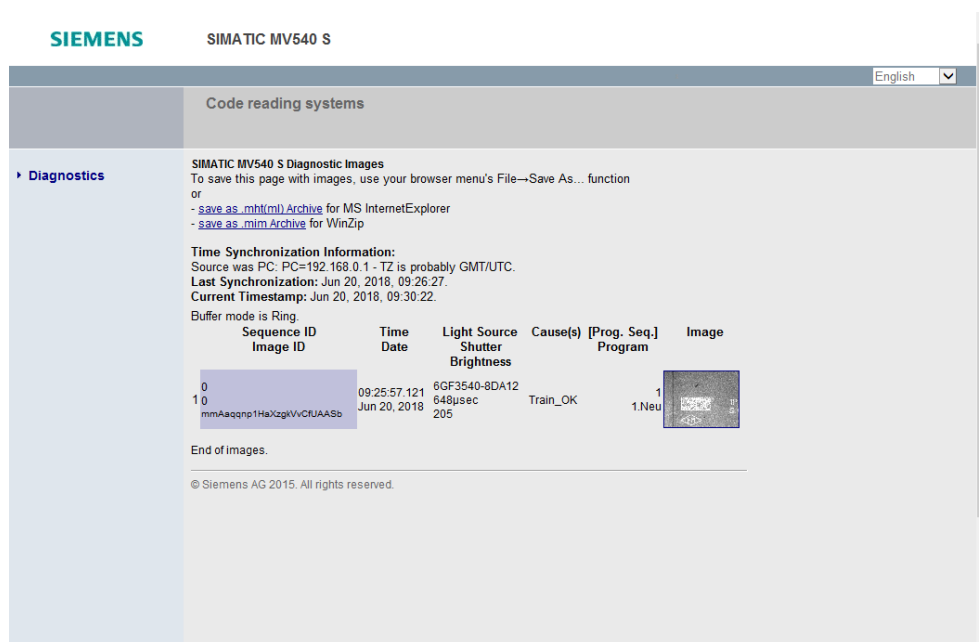 SIEMENS
SIMATIC MV540 S
English
Code reading systems
Diagnostics
SIMATIC MV540 S Diagnostic Images
To save this page with images, use your browser menu's File→Save As... function
or
- save as .mht(ml) Archive for MS InternetExplorer
- save as .mim Archive for WinZip
Time Synchronization Information:
Source was PC: PC=192.168.0.1 - TZ is probably GMT/UTC.
Last Synchronization: Jun 20, 2018, 09:26:27.
Current Timestamp: Jun 20, 2018, 09:30:22.
Buffer mode is Ring.
Sequence ID Time Light Source Cause(s) [Prog. Seq.] Image
Image ID Date Shutter Program
Brightness
0 09:25:57.121 6GF3540-8DA12 1
1 0 648µsec Train_OK
mmAaqqnp1HaXzgkVvCfUAASb Jun 20, 2018 205 1.Neu
End of images.
© Siemens AG 2015. All rights reserved.